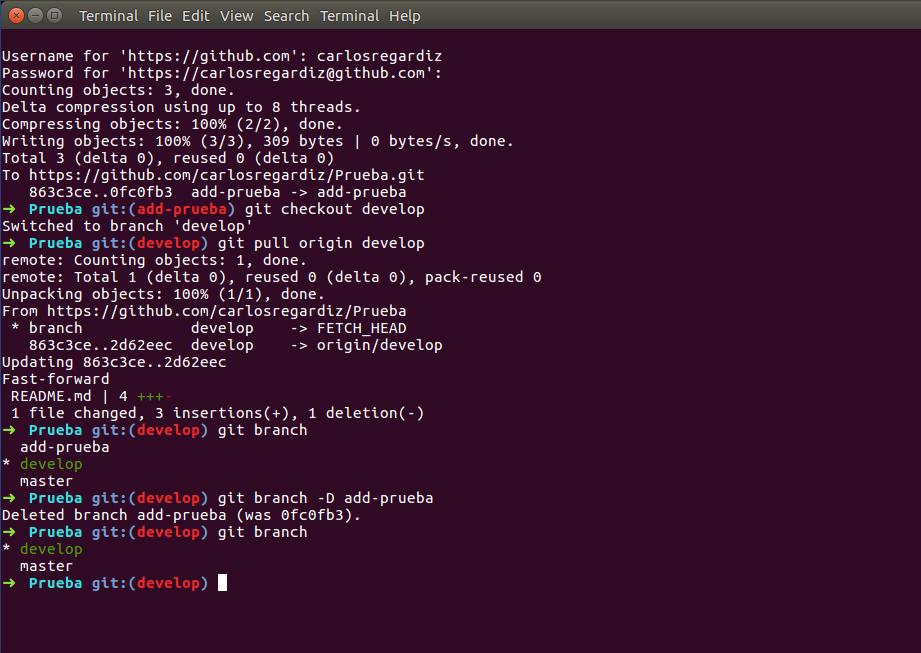 Terminal File Edit View Search Terminal Help
Username for 'https://github.com': carlosregardiz
Password for 'https://carlosregardiz@github.com':
Counting objects: 3, done.
Delta compression using up to 8 threads.
Compressing objects: 100% (2/2), done.
Writing objects: 100% (3/3), 309 bytes | 0 bytes/s, done.
Total 3 (delta 0), reused 0 (delta 0)
To https://github.com/carlosregardiz/Prueba.git
   863c3ce..0fc0fb3  add-prueba -> add-prueba
➜  Prueba git:(add-prueba) git checkout develop
Switched to branch 'develop'
➜  Prueba git:(develop) git pull origin develop
remote: Counting objects: 1, done.
remote: Total 1 (delta 0), reused 0 (delta 0), pack-reused 0
Unpacking objects: 100% (1/1), done.
From https://github.com/carlosregardiz/Prueba
 * branch            develop    -> FETCH_HEAD
   863c3ce..2d62eec  develop    -> origin/develop
Updating 863c3ce..2d62eec
Fast-forward
 README.md | 4 +++-
 1 file changed, 3 insertions(+), 1 deletion(-)
➜  Prueba git:(develop) git branch
  add-prueba
* develop
  master
➜  Prueba git:(develop) git branch -D add-prueba
Deleted branch add-prueba (was 0fc0fb3).
➜  Prueba git:(develop) git branch
* develop
  master
➜  Prueba git:(develop)